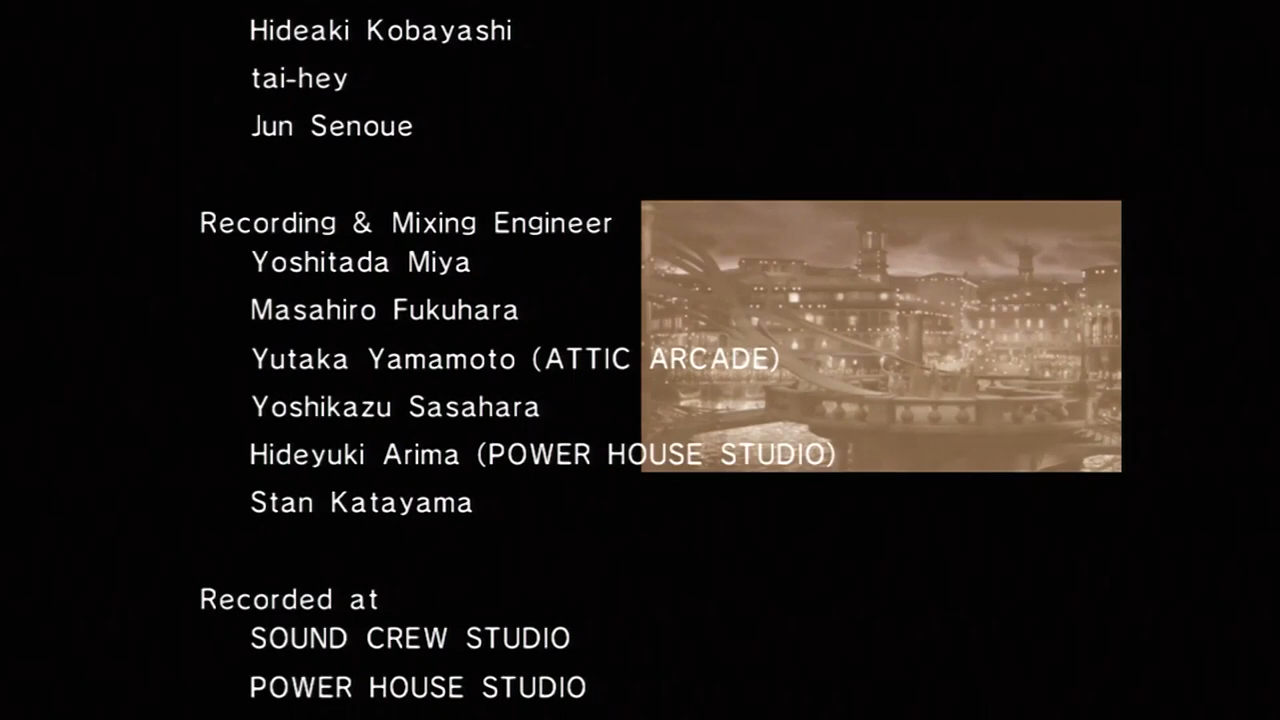 Hideaki Kobayashi
tai-hey
Jun Senoue
Recording & Mixing Engineer
Yoshitada Miya
Masahiro Fukuhara
Yutaka Yamamoto (ATTIC ARCADE)
Yoshikazu Sasahara
Hideyuki Arima (POWER HOUSE STUDIO)
Stan Katayama
Recorded at
SOUND CREW STUDIO
POWER HOUSE STUDIO